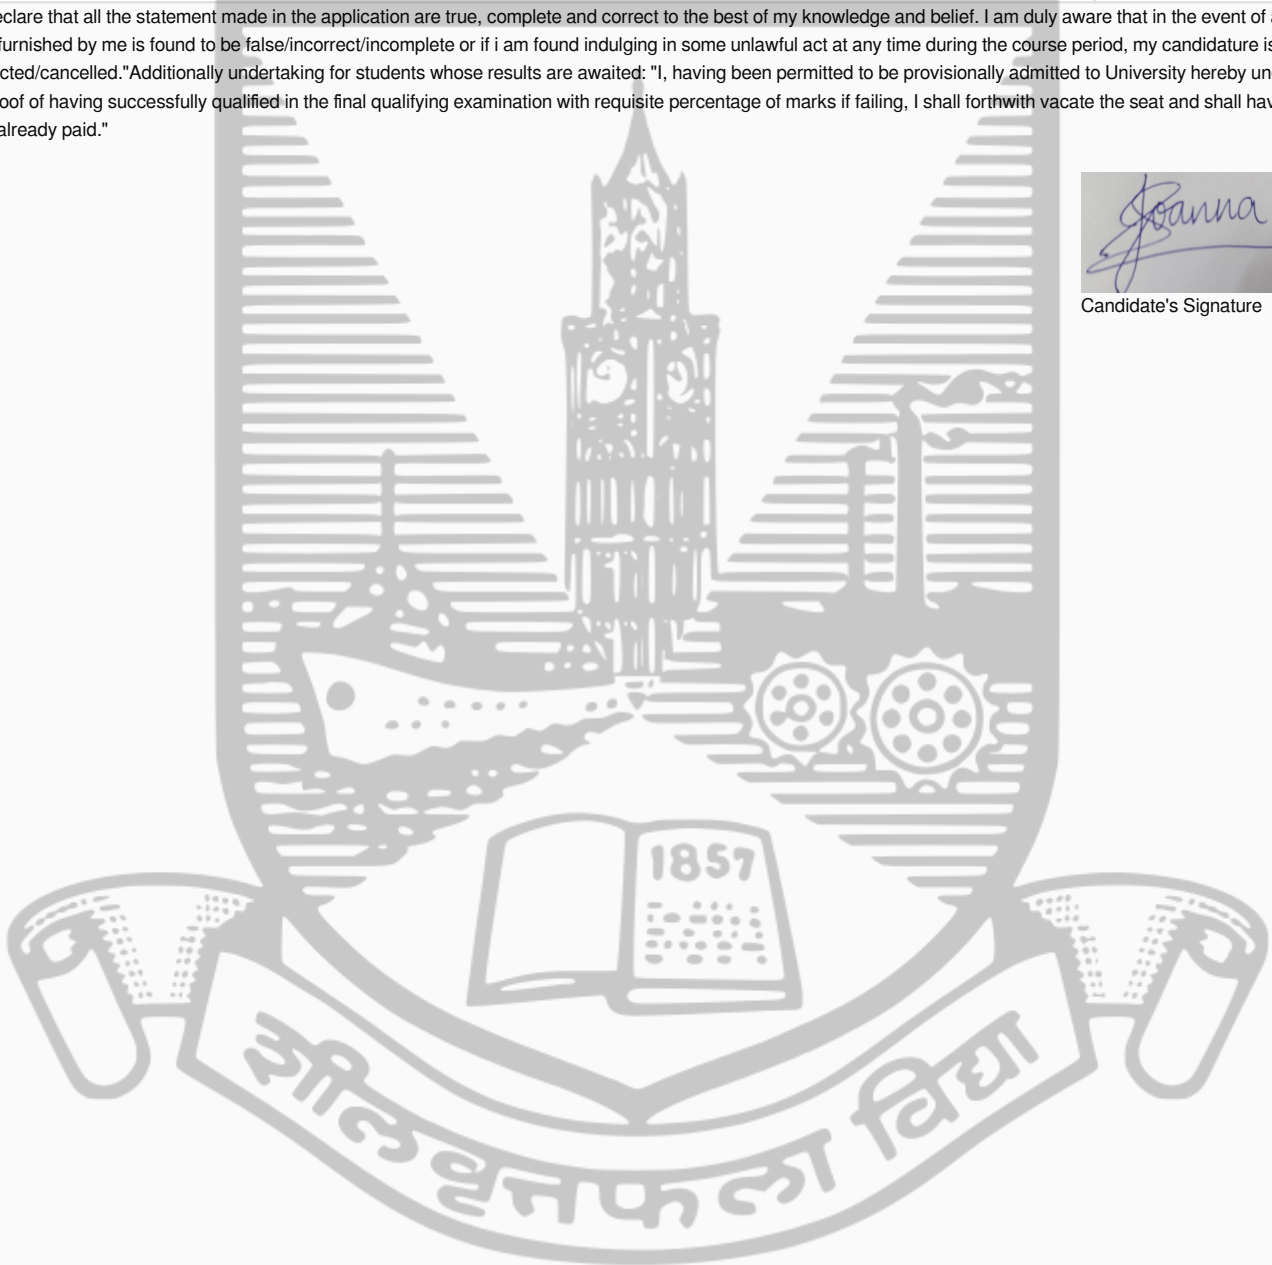 eclare that all the statement made in the application are true, complete and correct to the best of my knowledge and belief. I am duly aware that in the event of
furnished by me is found to be false/incorrect/incomplete or if i am found indulging in some unlawful act at any time during the course period, my candidature is
cted/cancelled."Additionally undertaking for students whose results are awaited: "I, having been permitted to be provisionally admitted to University hereby un
oof of having successfully qualified in the final qualifying examination with requisite percentage of marks if failing, I shall forthwith vacate the seat and shall hav
already paid."
Joanna
Candidate's Signature
1857
शीलवृत्तफला विद्या